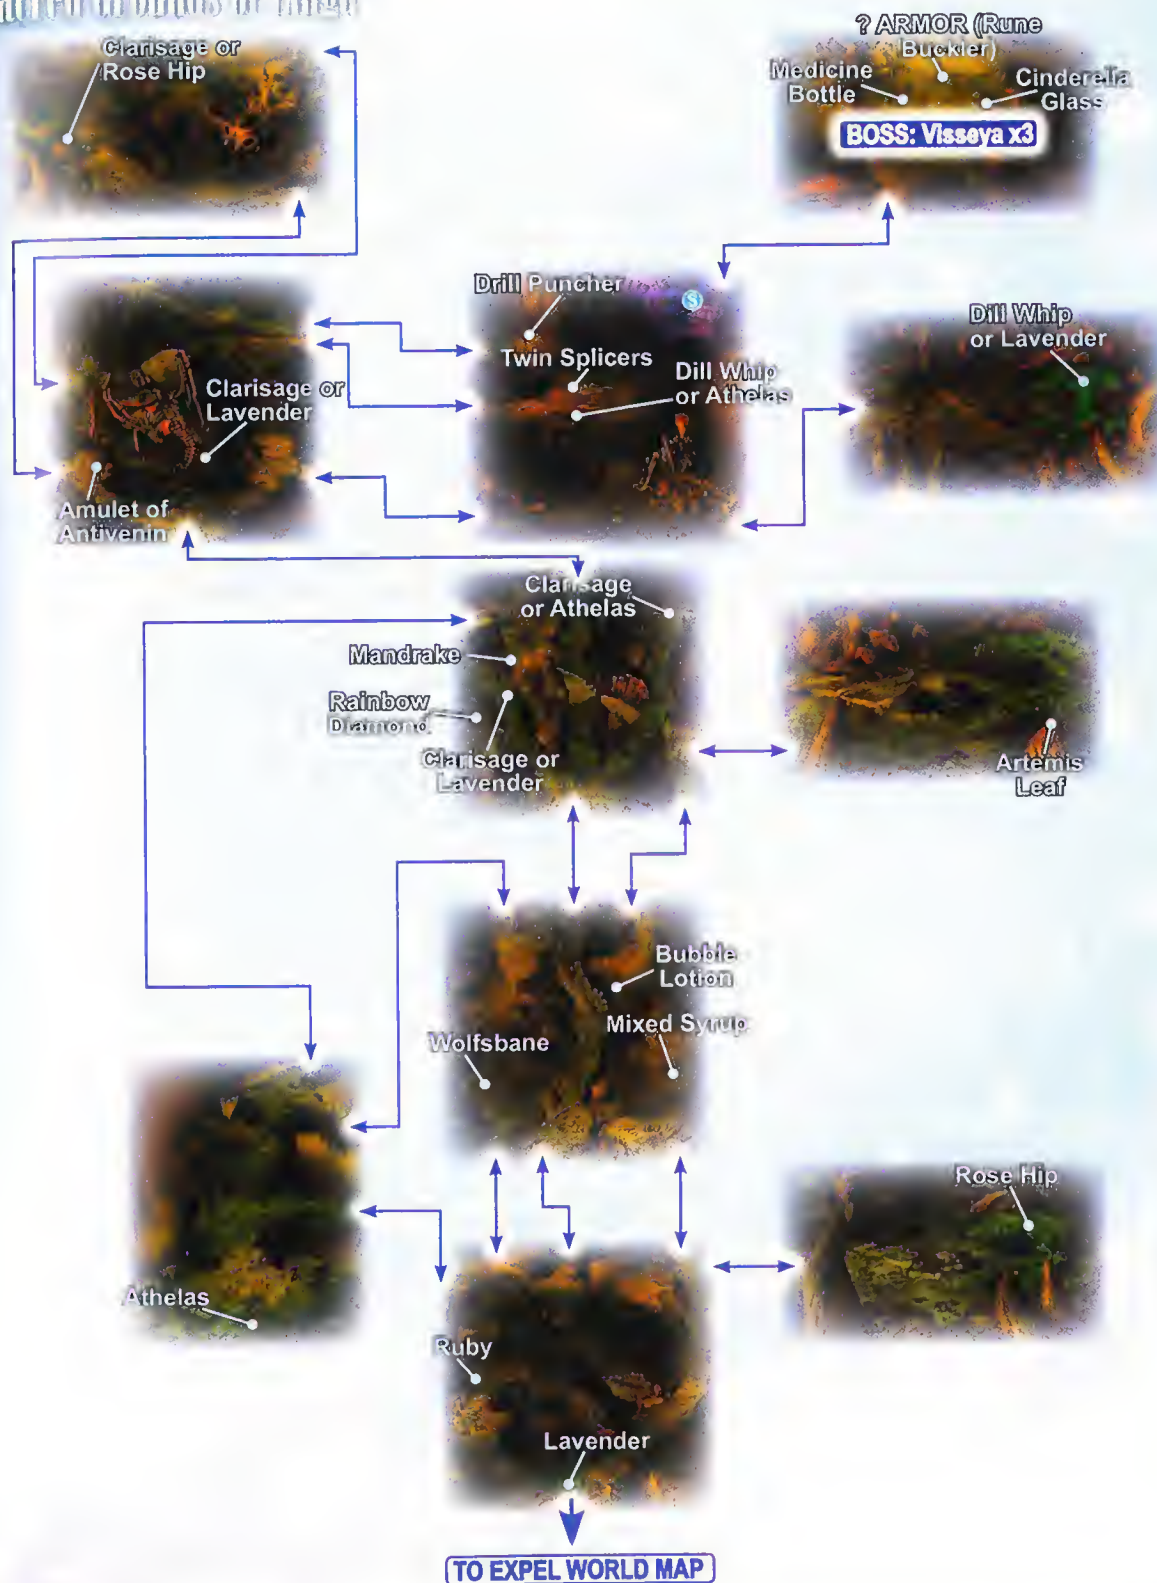 Clarisage or
Rose Hip
? ARMOR (Rune
Buckler)
Medicine
Bottle
Cinderella
Glass
BOSS: Visseya x3
Drill Puncher
S
Twin Splicers
Dill Whip
or Athelas
Dill Whip
or Lavender
Clarisage or
Lavender
Amulet of
Antivenin
Clarisage
or Athelas
Mandrake
Rainbow
Diamond
Clarisage or
Lavender
Artemis
Leaf
Bubble
Lotion
Mixed Syrup
Wolfsbane
Rose Hip
Athelas
Ruby
Lavender
TO EXPEL WORLD MAP